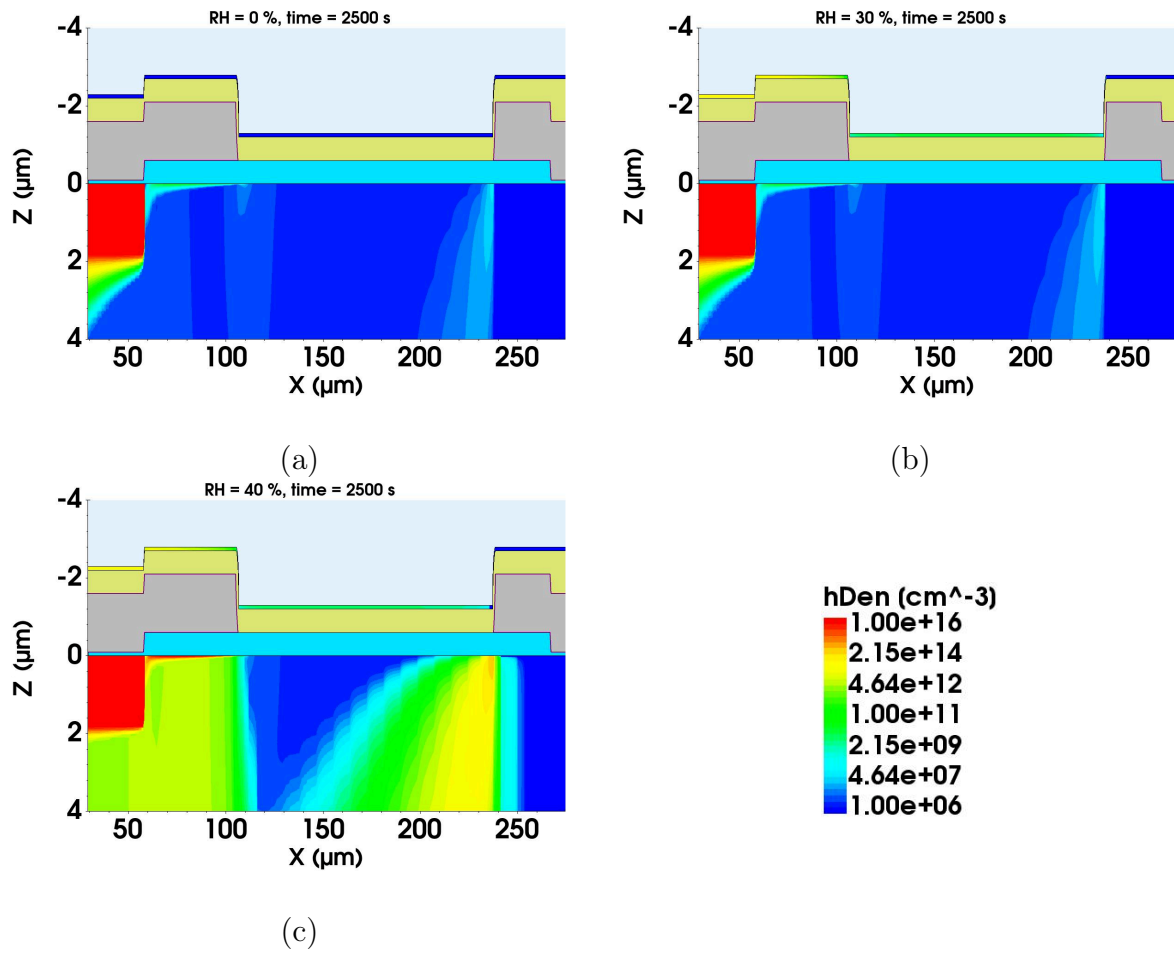 RH = 0 %, time = 2500 s
-4
-2
0
2
4
Z (µm)
50 100 150 200 250
X (µm)
(a)
RH = 30 %, time = 2500 s
-4
-2
0
2
4
Z (µm)
50 100 150 200 250
X (µm)
(b)
RH = 40 %, time = 2500 s
-4
-2
0
2
4
Z (µm)
50 100 150 200 250
X (µm)
(c)
hDen (cm^-3)
1.00e+16
2.15e+14
4.64e+12
1.00e+11
2.15e+09
4.64e+07
1.00e+06